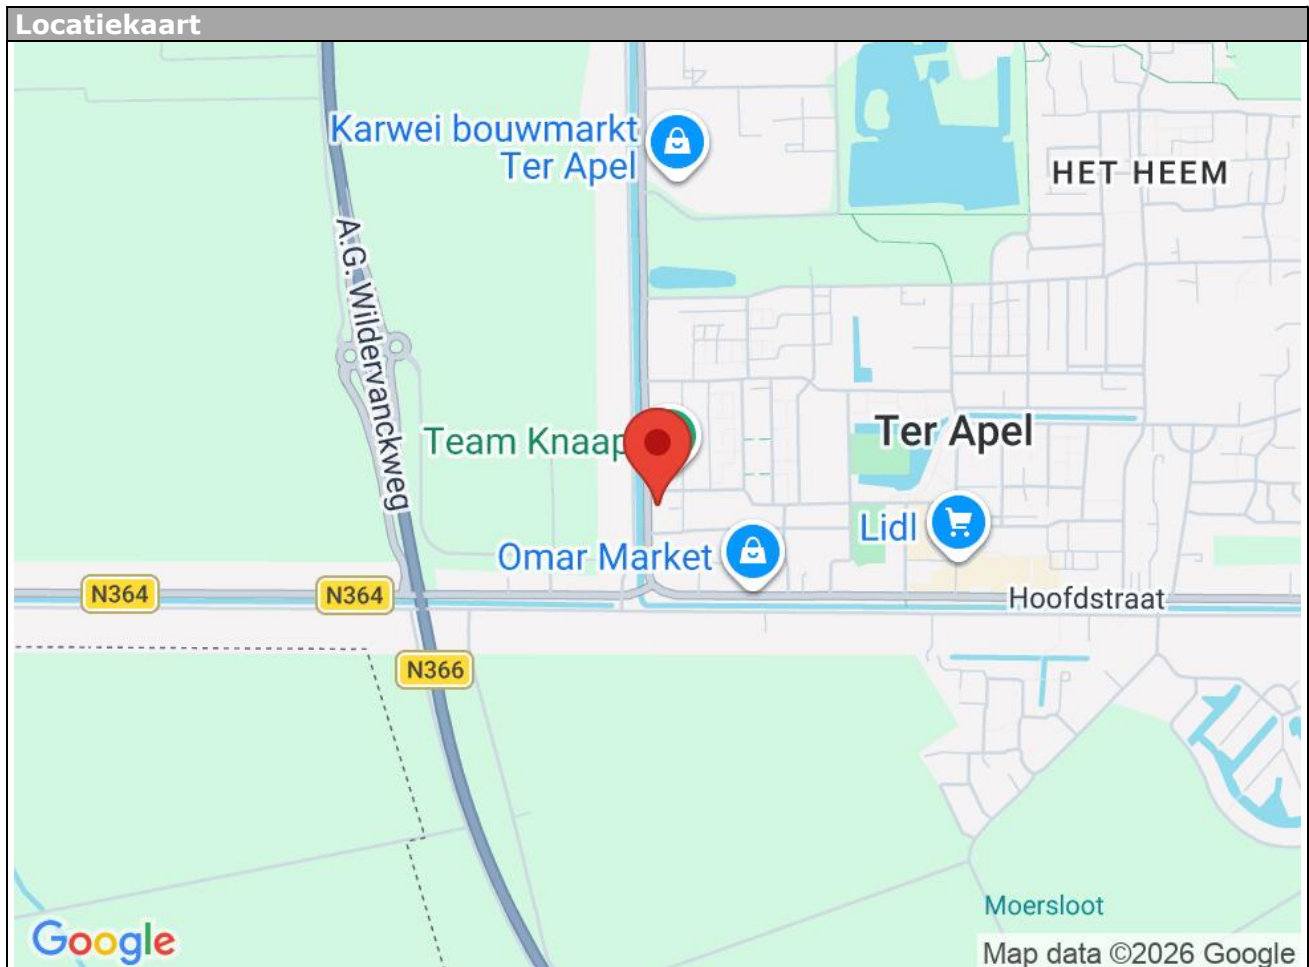 Locatiekaart
Karwei bouwmarkt
Ter Apel
HET HEEM
A.G. Wildervanckweg
Team Knaap
Ter Apel
Lidl
Omar Market
N364
N364
Hoofdstraat
N366
Moersloot
Google
Map data ©2026 Google